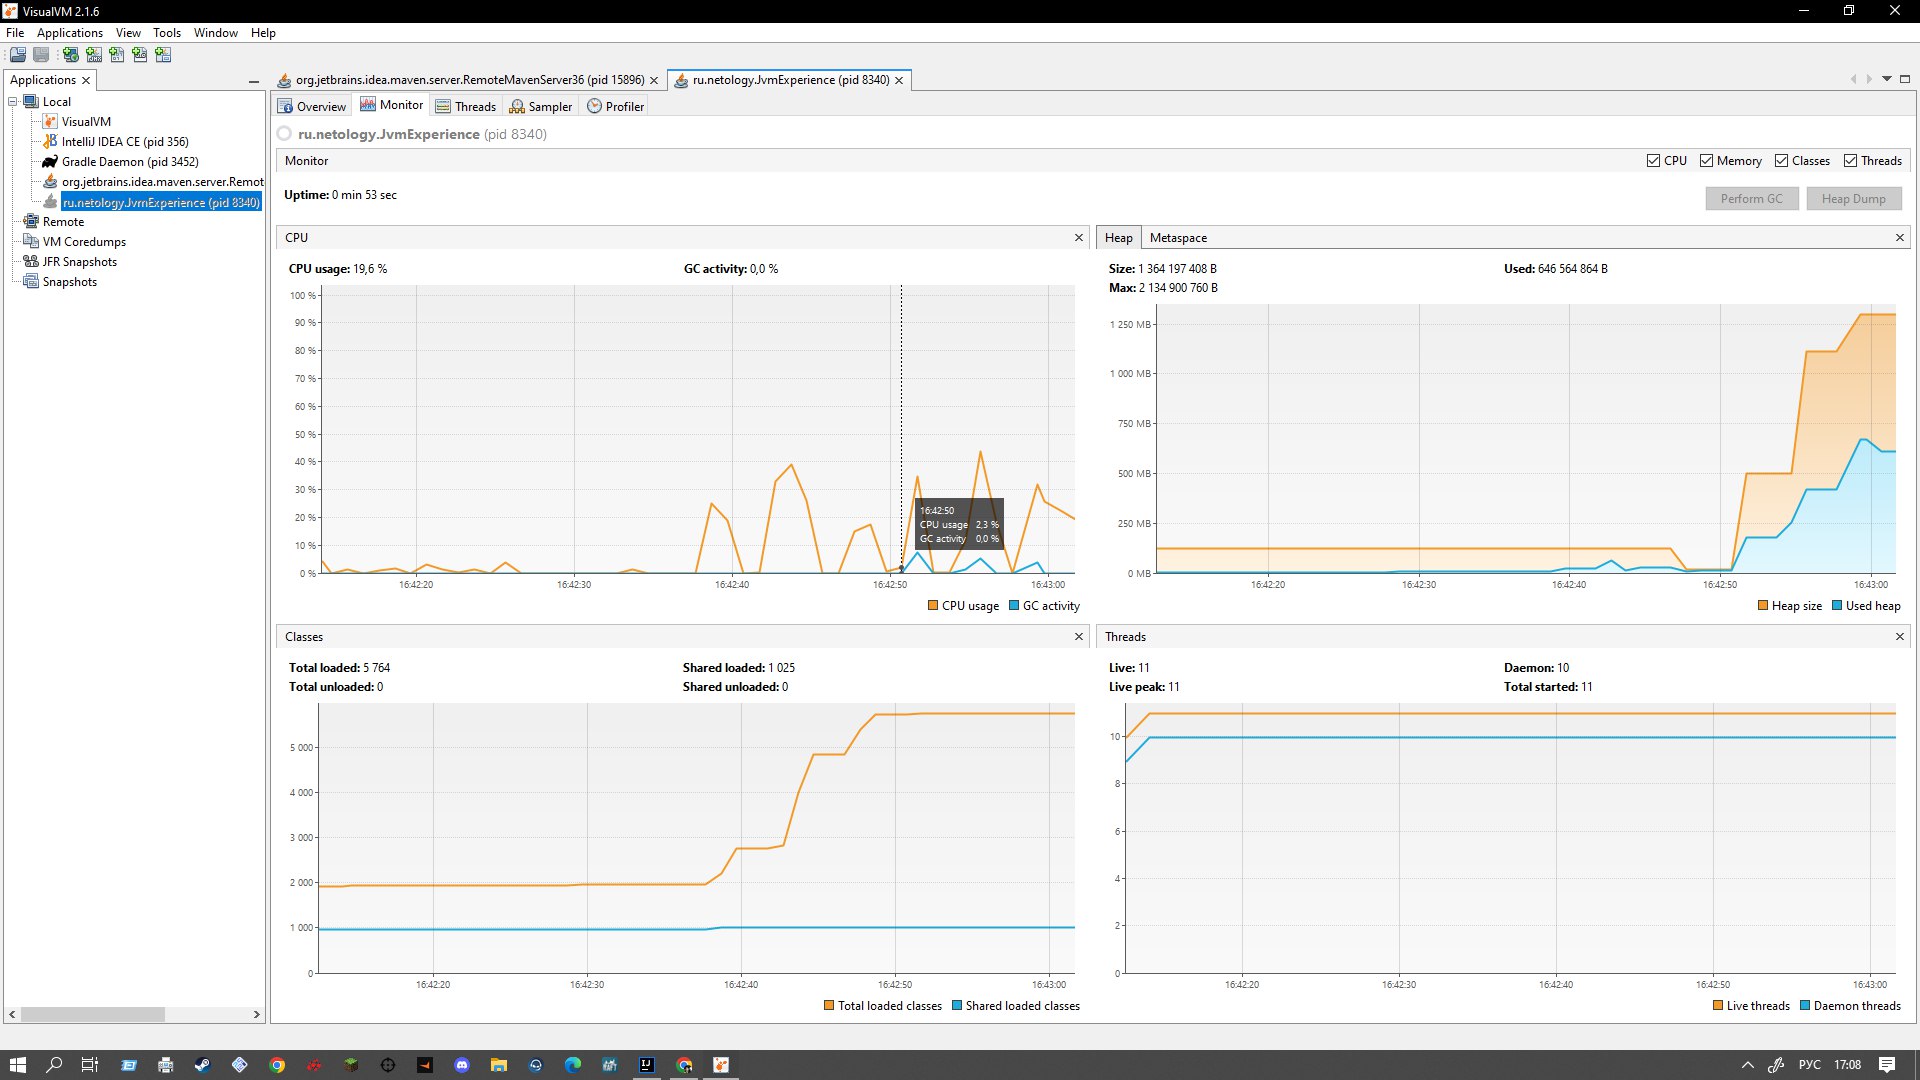 VisualVM 2.1.6
File Applications View Tools Window Help
Applications
org.jetbrains.idea.maven.server.RemoteMavenServer36 (pid 15896)
ru.netology.JvmExperience (pid 8340)
Local
VisualVM
IntelliJ IDEA CE (pid 356)
Gradle Daemon (pid 3452)
org.jetbrains.idea.maven.server.Remot
ru.netology.JvmExperience (pid 8340)
Remote
VM Coredumps
JFR Snapshots
Snapshots
Overview Monitor Threads Sampler Profiler
ru.netology.JvmExperience (pid 8340)
Monitor
CPU Memory Classes Threads
Uptime: 0 min 53 sec
Perform GC Heap Dump
CPU
CPU usage: 19,6 % GC activity: 0,0 %
100 %
90 %
80 %
70 %
60 %
50 %
40 %
30 %
20 %
10 %
0 %
16:42:50
CPU usage 2,3 %
GC activity 0,0 %
16:42:20 16:42:30 16:42:40 16:42:50 16:43:00
CPU usage GC activity
Heap Metaspace
Size: 1 364 197 408 B Used: 646 564 864 B
Max: 2 134 900 760 B
1 250 MB
1 000 MB
750 MB
500 MB
250 MB
0 MB
16:42:20 16:42:30 16:42:40 16:42:50 16:43:00
Heap size Used heap
Classes
Total loaded: 5 764 Shared loaded: 1 025
Total unloaded: 0 Shared unloaded: 0
5 000
4 000
3 000
2 000
1 000
0
16:42:20 16:42:30 16:42:40 16:42:50 16:43:00
Total loaded classes Shared loaded classes
Threads
Live: 11 Daemon: 10
Live peak: 11 Total started: 11
10
8
6
4
2
0
16:42:20 16:42:30 16:42:40 16:42:50 16:43:00
Live threads Daemon threads
РУС 17:08